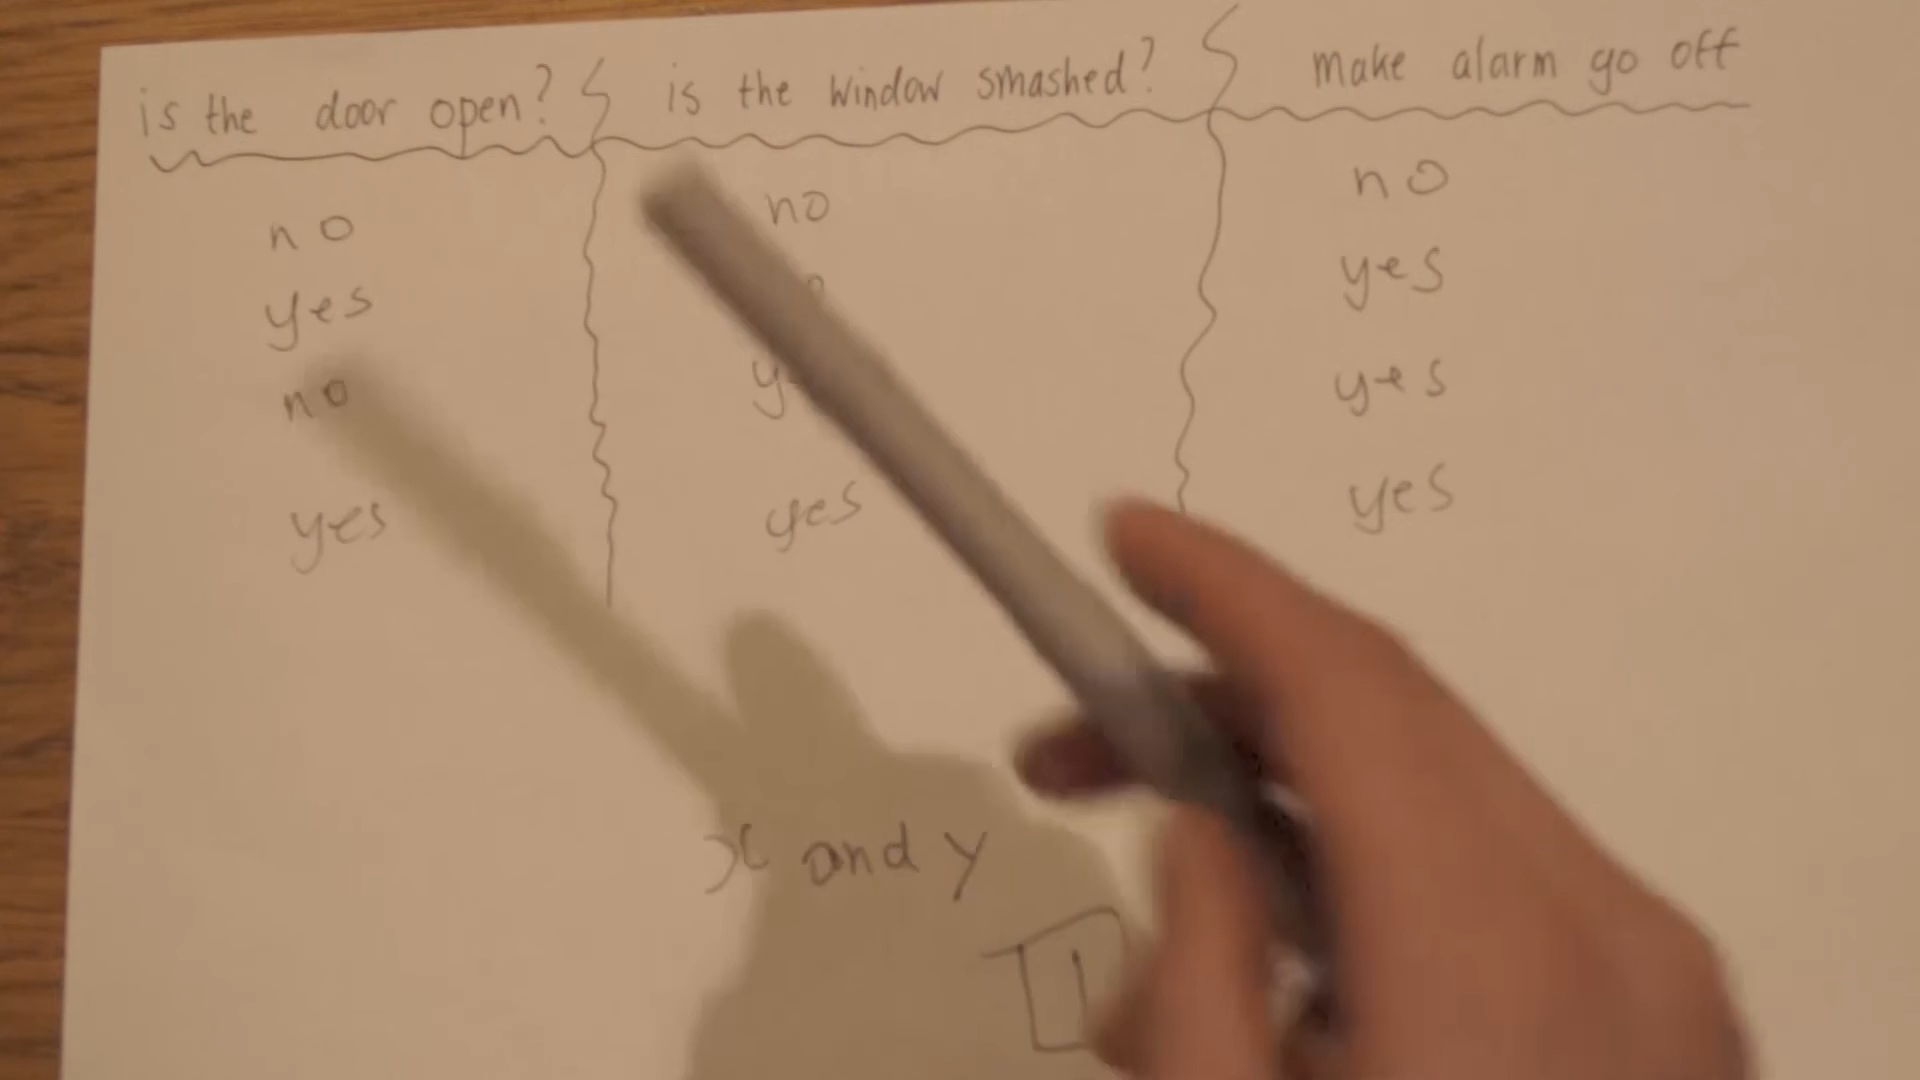 is the door open? is the window smashed? make alarm go off
no no no
yes yes
no yes
yes yes yes
x and y
1